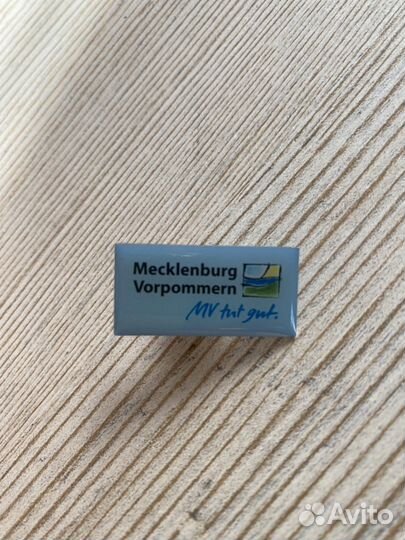 Mecklenburg
Vorpommern
MV tut gut.
Avito